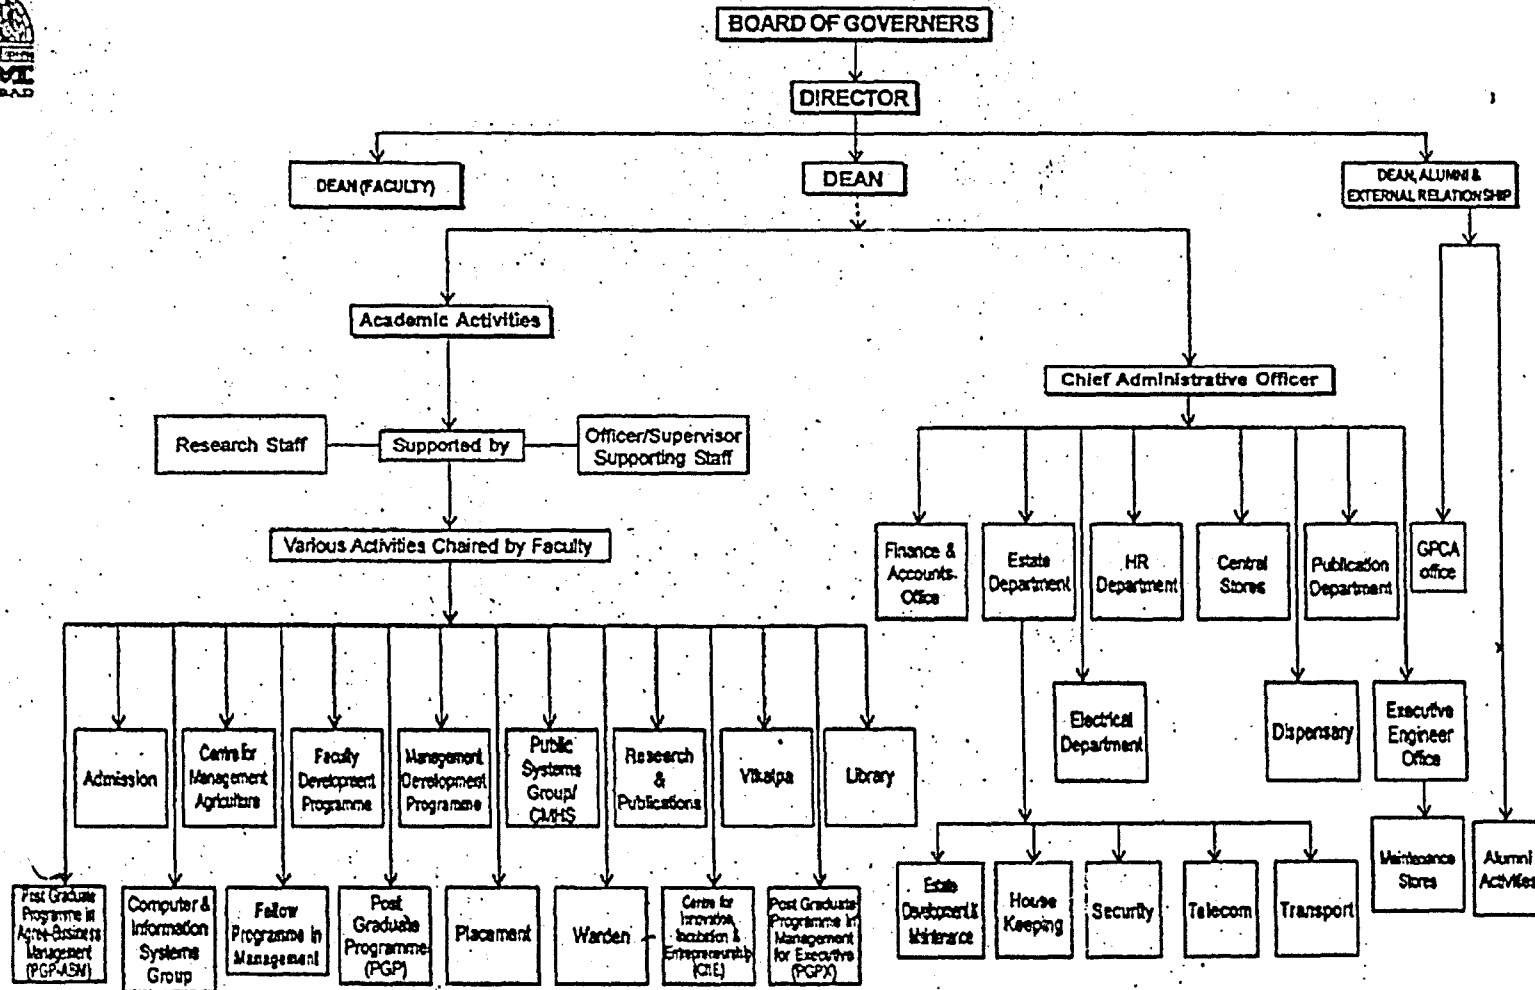 BOARD OF GOVERNERS
DIRECTOR
DEAN (FACULTY)
DEAN
DEAN, ALUMNI &
EXTERNAL RELATIONSHIP
Academic Activities
Chief Administrative Officer
Research Staff
Supported by
Officer/Supervisor
Supporting Staff
Various Activities Chaired by Faculty
Finance &
Accounts-
Office
Estate
Department
HR
Department
Central
Stores
Publication
Department
GPCA
office
Electrical
Department
Dispensary
Executive
Engineer
Office
Admission
Centre for
Management
Agriculture
Faculty
Development
Programme
Management
Development
Programme
Public
Systems
Group/
CMHS
Research
&
Publications
Vikalpa
Library
Estate
Development &
Maintenance
House
Keeping
Security
Telecom
Transport
Maintenance
Stores
Alumni
Activities
Post Graduate
Programme in
Agree-Business
Management
(PGP-ABM)
Computer &
Information
Systems
Group
Fellow
Programme in
Management
Post
Graduate
Programme
(PGP)
Placement
Warden
Centre for
Innovation,
Incubation &
Entrepreneurship
(CIIE)
Post Graduate
Programme in
Management
for Executive
(PGPX)